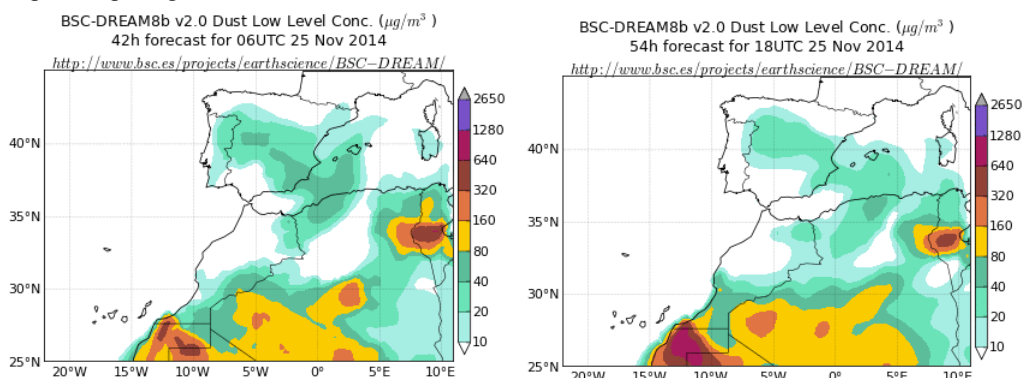 BSC-DREAM8b v2.0 Dust Low Level Conc. (μg/m³ )
42h forecast for 06UTC 25 Nov 2014
http://www.bsc.es/projects/earthscience/BSC−DREAM/
40°N
35°N
30°N
25°N
20°W
15°W
10°W
5°W
0°
5°E
10°E
2650
1280
640
320
160
80
40
20
10
BSC-DREAM8b v2.0 Dust Low Level Conc. (μg/m³ )
54h forecast for 18UTC 25 Nov 2014
http://www.bsc.es/projects/earthscience/BSC−DREAM/
40°N
35°N
30°N
25°N
20°W
15°W
10°W
5°W
0°
5°E
10°E
2650
1280
640
320
160
80
40
20
10